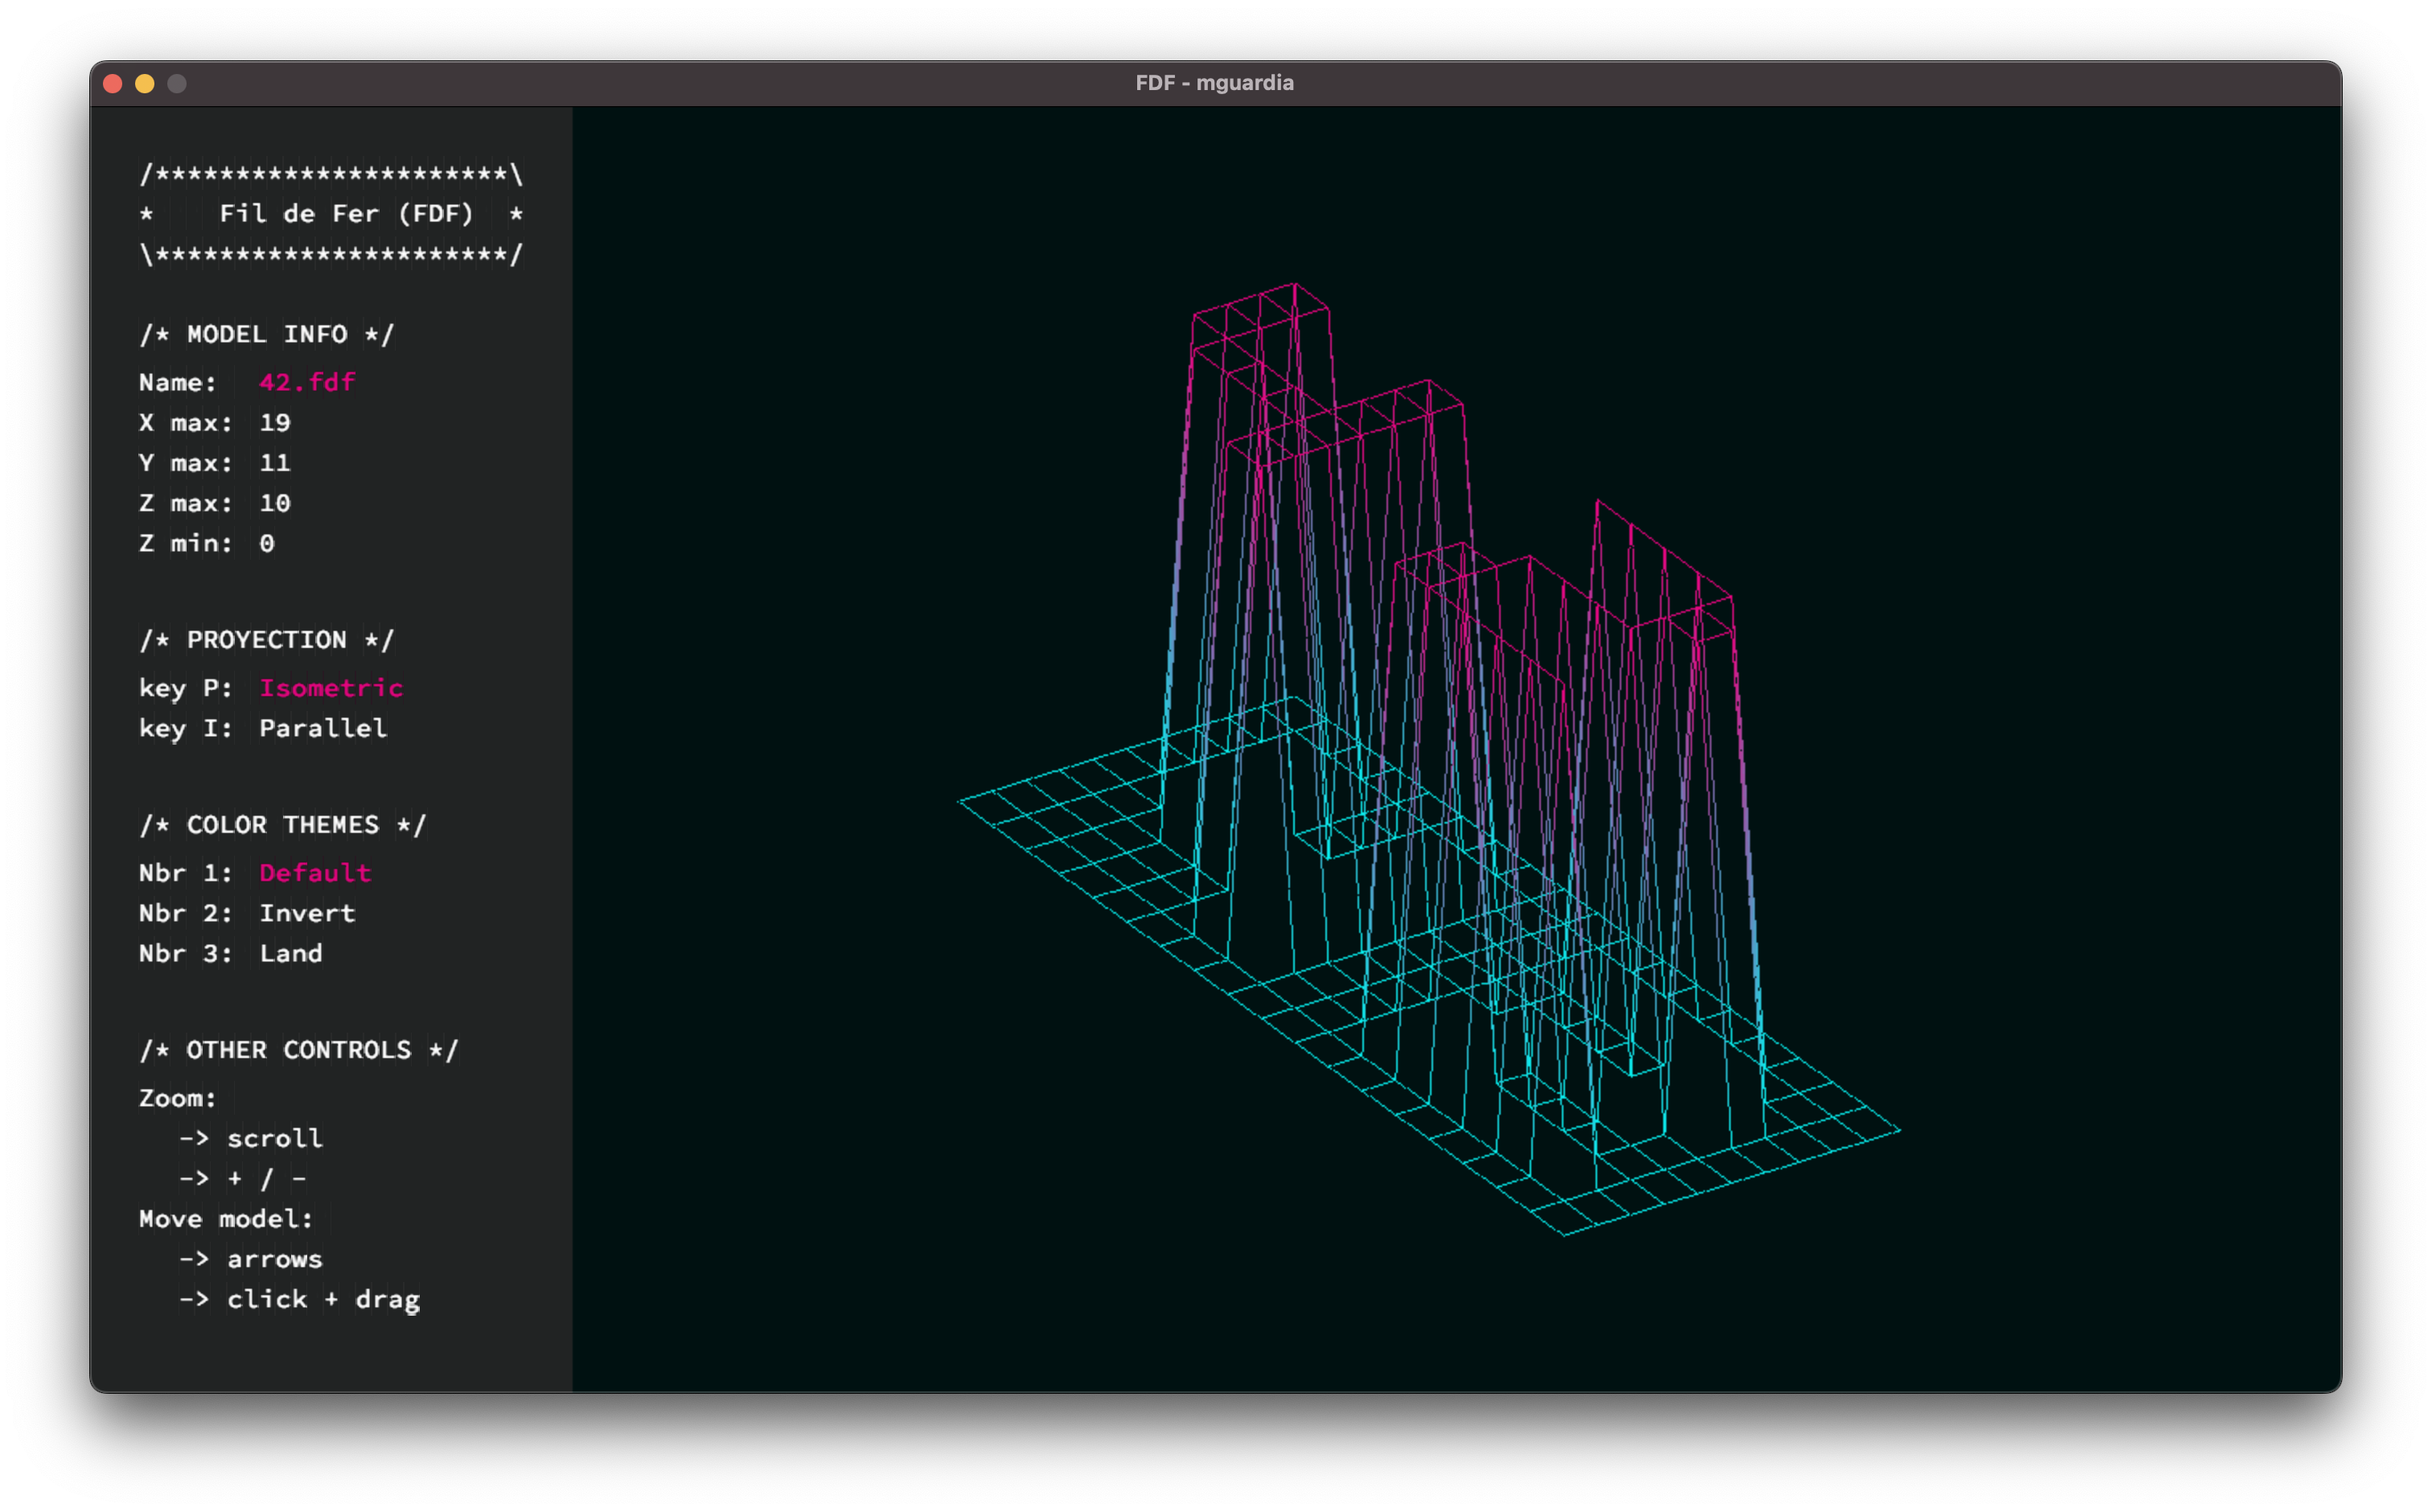 FDF - mguardia
/**********************\
*    Fil de Fer (FDF)  *
\**********************/
/* MODEL INFO */
Name: 42.fdf
X max: 19
Y max: 11
Z max: 10
Z min: 0
/* PROYECTION */
key P: Isometric
key I: Parallel
/* COLOR THEMES */
Nbr 1: Default
Nbr 2: Invert
Nbr 3: Land
/* OTHER CONTROLS */
Zoom:
-> scroll
-> + / -
Move model:
-> arrows
-> click + drag